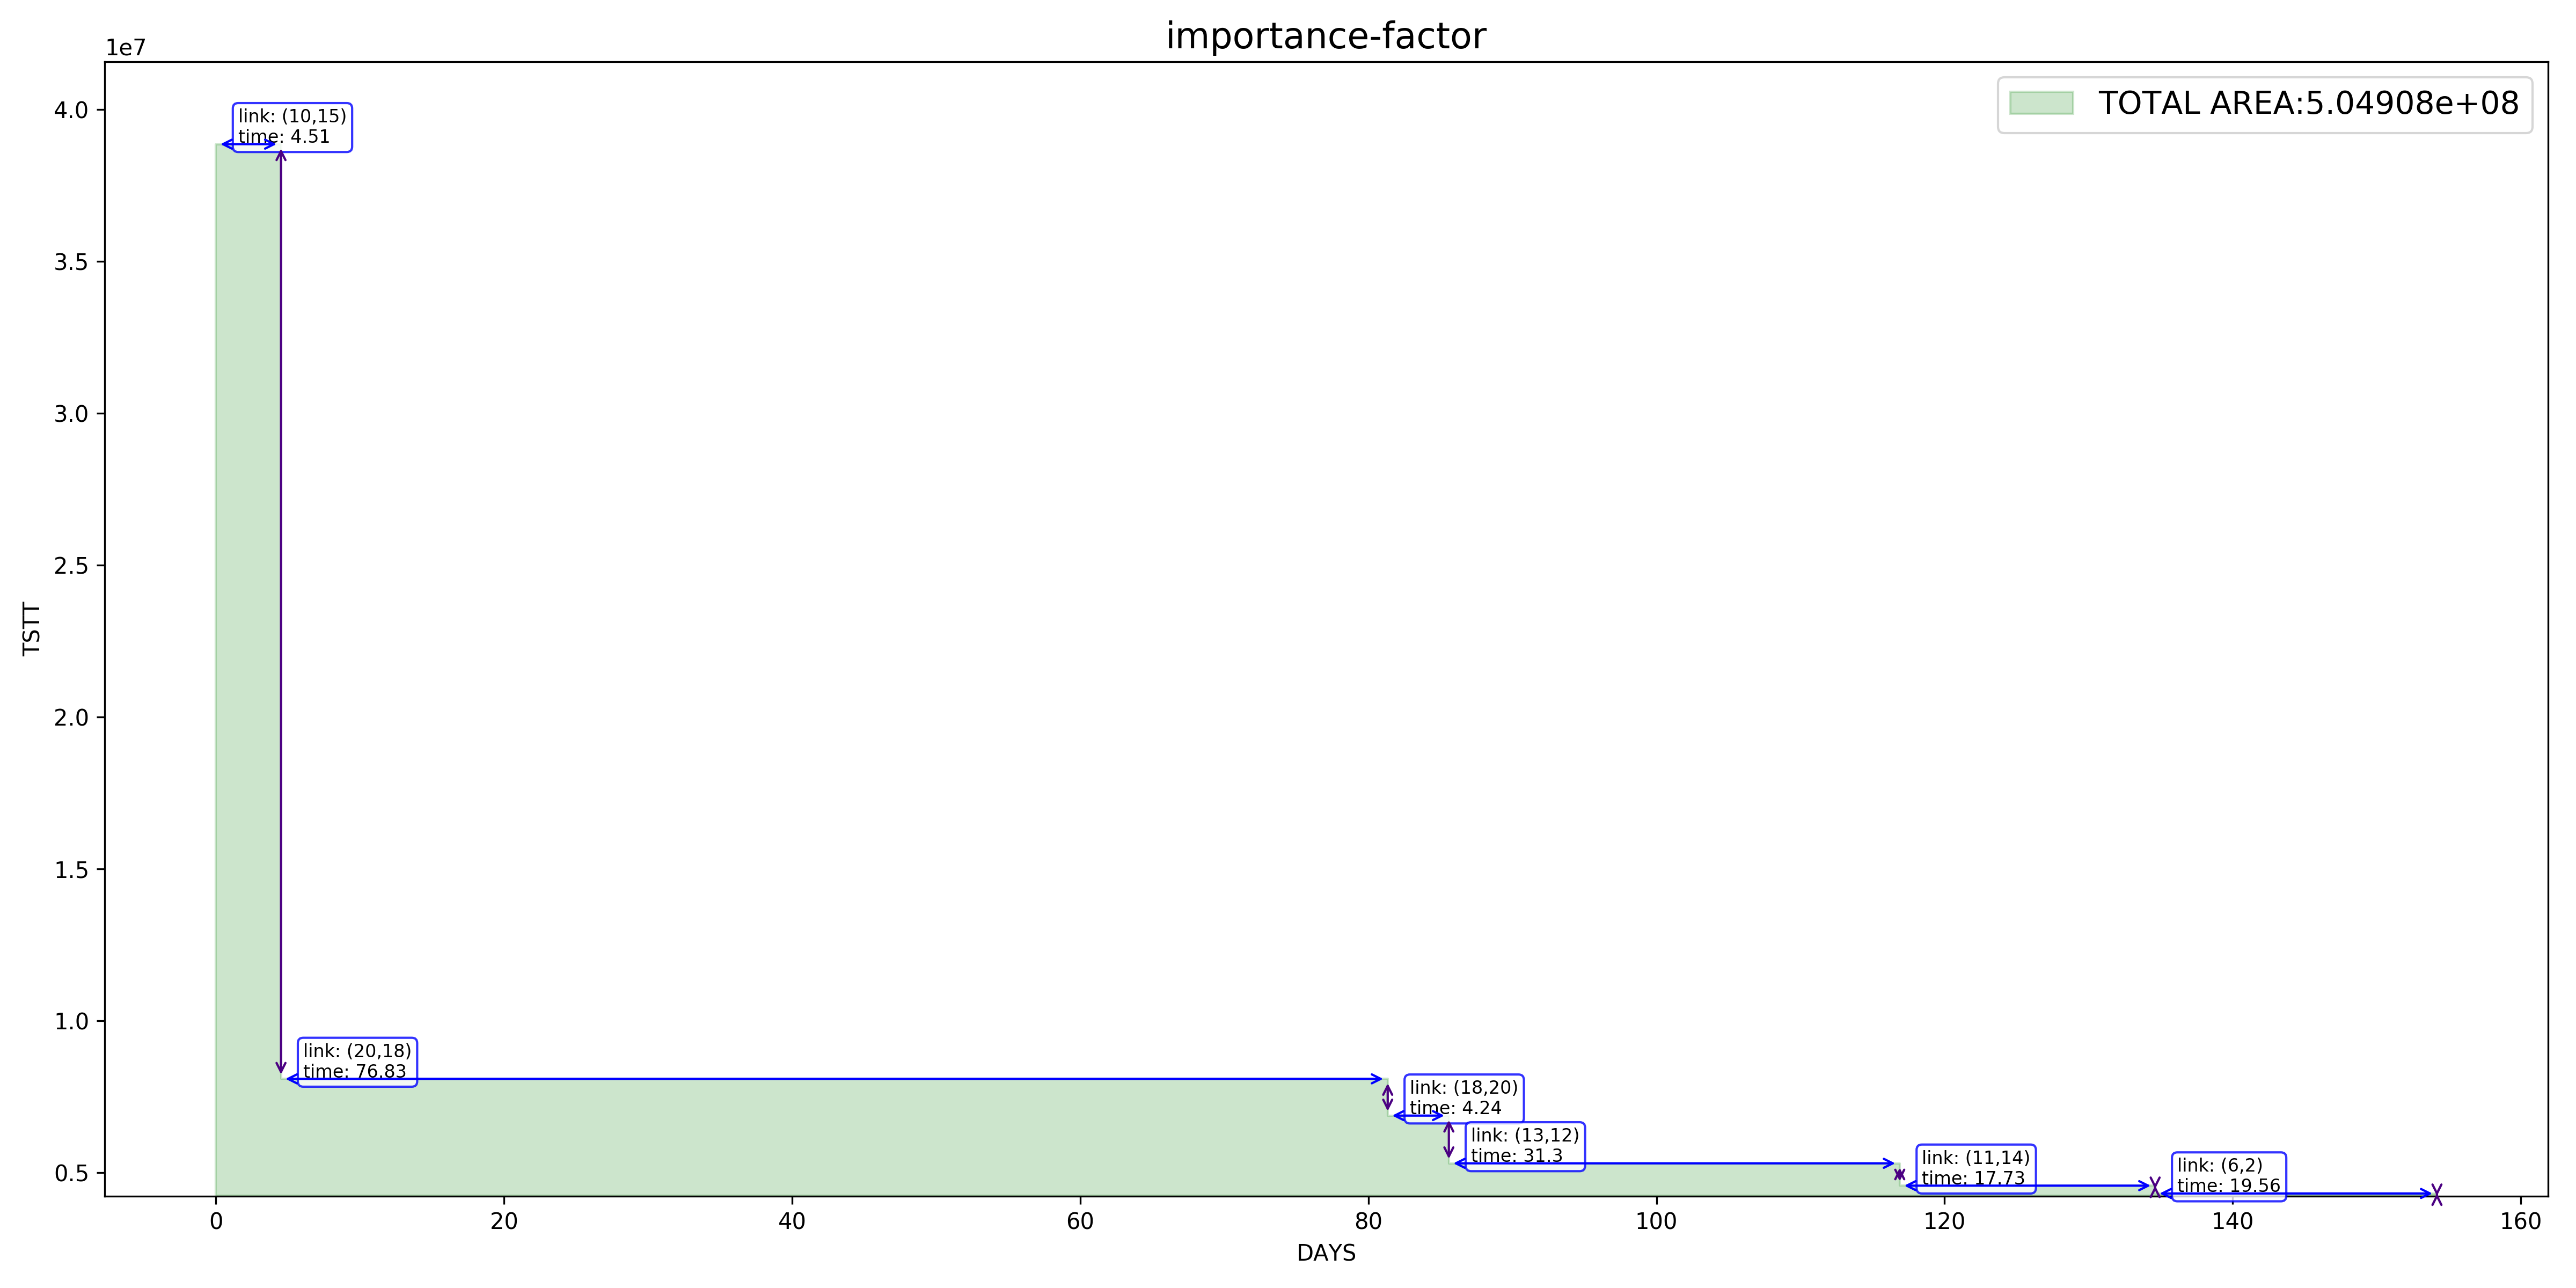 importance-factor
1e7
TOTAL AREA:5.04908e+08
4.0
3.5
3.0
2.5
2.0
1.5
1.0
0.5
TSTT
link: (10,15)
time: 4.51
link: (20,18)
time: 76.83
link: (18,20)
time: 4.24
link: (13,12)
time: 31.3
link: (11,14)
time: 17.73
link: (6,2)
time: 19.56
0 20 40 60 80 100 120 140 160
DAYS